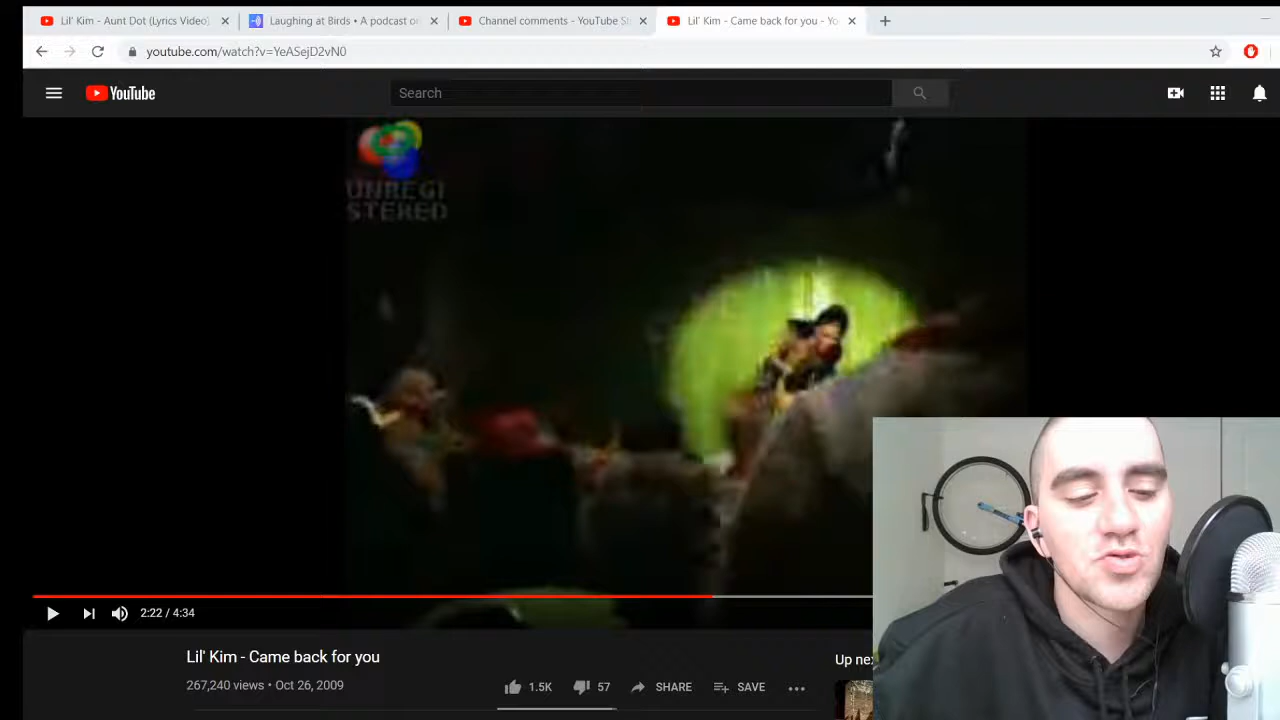 Lil' Kim - Aunt Dot (Lyrics Video)
Laughing at Birds • A podcast on
Channel comments - YouTube St
Lil' Kim - Came back for you - Yo
youtube.com/watch?v=YeASejD2vN0
YouTube
Search
UNREGI
STERED
2:22 / 4:34
Lil' Kim - Came back for you
267,240 views • Oct 26, 2009
1.5K
57
SHARE
SAVE
Up nex